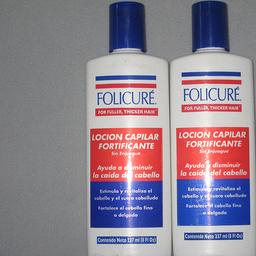 FOLICURÉ
FOR FULLER, THICKER HAIR
LOCION CAPILAR
FORTIFICANTE
Sin Enjuague
Ayuda a disminuir
la caída del cabello
Estimula y revitaliza el
cabello y el cuero cabelludo
Fortalece el cabello fino
o delgado
Contenido Neto 237 ml (8 Fl Oz)
FOLICURÉ
FOR FULLER, THICKER HAIR
LOCION CAPILAR
FORTIFICANTE
Sin Enjuague
Ayuda a disminuir
la caída del cabello
Estimula y revitaliza el
cabello y el cuero cabelludo
Fortalece el cabello fino
o delgado
Contenido Neto 237 ml (8 Fl Oz)